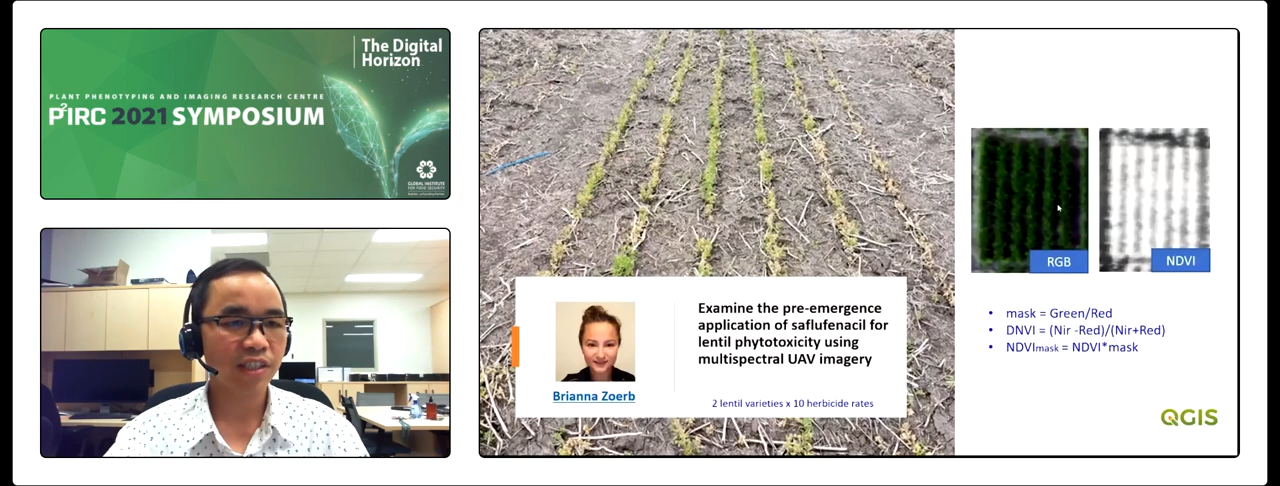 The Digital
Horizon
PLANT PHENOTYPING AND IMAGING RESEARCH CENTRE
P2IRC 2021 SYMPOSIUM
GLOBAL INSTITUTE
FOR FOOD SECURITY
RGB
NDVI
Examine the pre-emergence
application of saflufenacil for
lentil phytotoxicity using
multispectral UAV imagery
Brianna Zoerb
2 lentil varieties x 10 herbicide rates
• mask = Green/Red
• DNVI = (Nir -Red)/(Nir+Red)
• NDVImask = NDVI*mask
QGIS